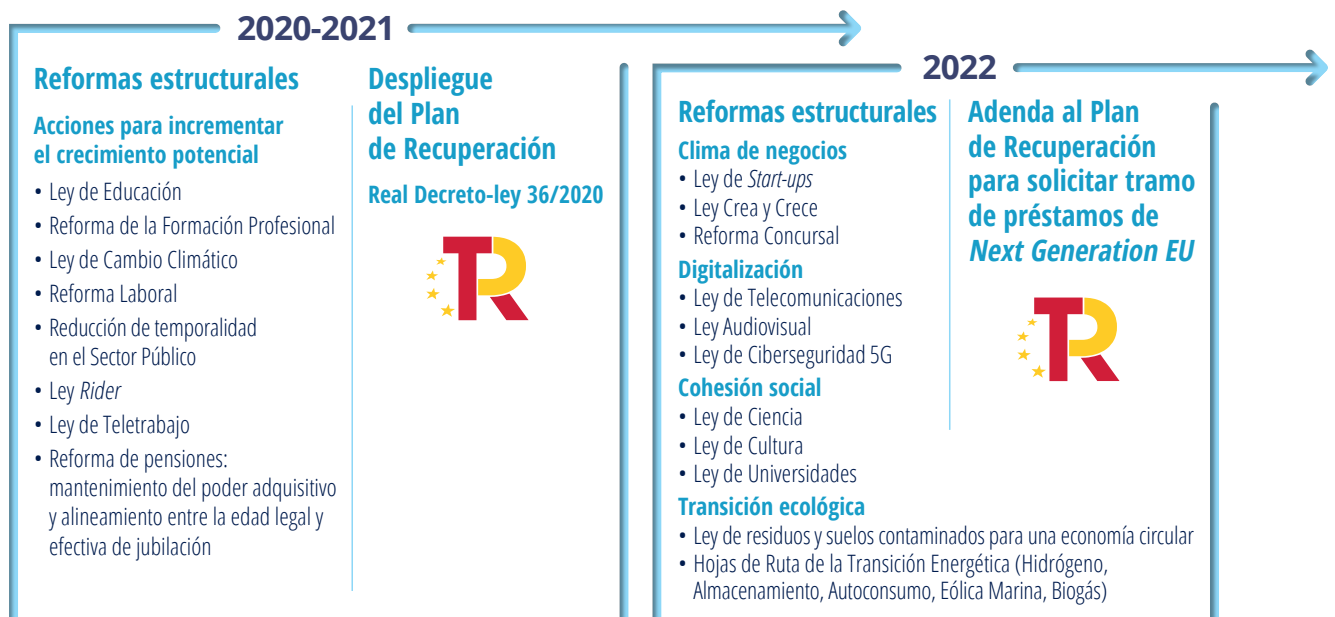 2020-2021
Reformas estructurales
Acciones para incrementar
el crecimiento potencial
• Ley de Educación
• Reforma de la Formación Profesional
• Ley de Cambio Climático
• Reforma Laboral
• Reducción de temporalidad
en el Sector Público
• Ley Rider
• Ley de Teletrabajo
• Reforma de pensiones:
mantenimiento del poder adquisitivo
y alineamiento entre la edad legal y
efectiva de jubilación
Despliegue
del Plan
de Recuperación
Real Decreto-ley 36/2020
TR
2022
Reformas estructurales
Clima de negocios
• Ley de Start-ups
• Ley Crea y Crece
• Reforma Concursal
Digitalización
• Ley de Telecomunicaciones
• Ley Audiovisual
• Ley de Ciberseguridad 5G
Cohesión social
• Ley de Ciencia
• Ley de Cultura
• Ley de Universidades
Transición ecológica
• Ley de residuos y suelos contaminados para una economía circular
• Hojas de Ruta de la Transición Energética (Hidrógeno,
Almacenamiento, Autoconsumo, Eólica Marina, Biogás)
Adenda al Plan
de Recuperación
para solicitar tramo
de préstamos de
Next Generation EU
TR